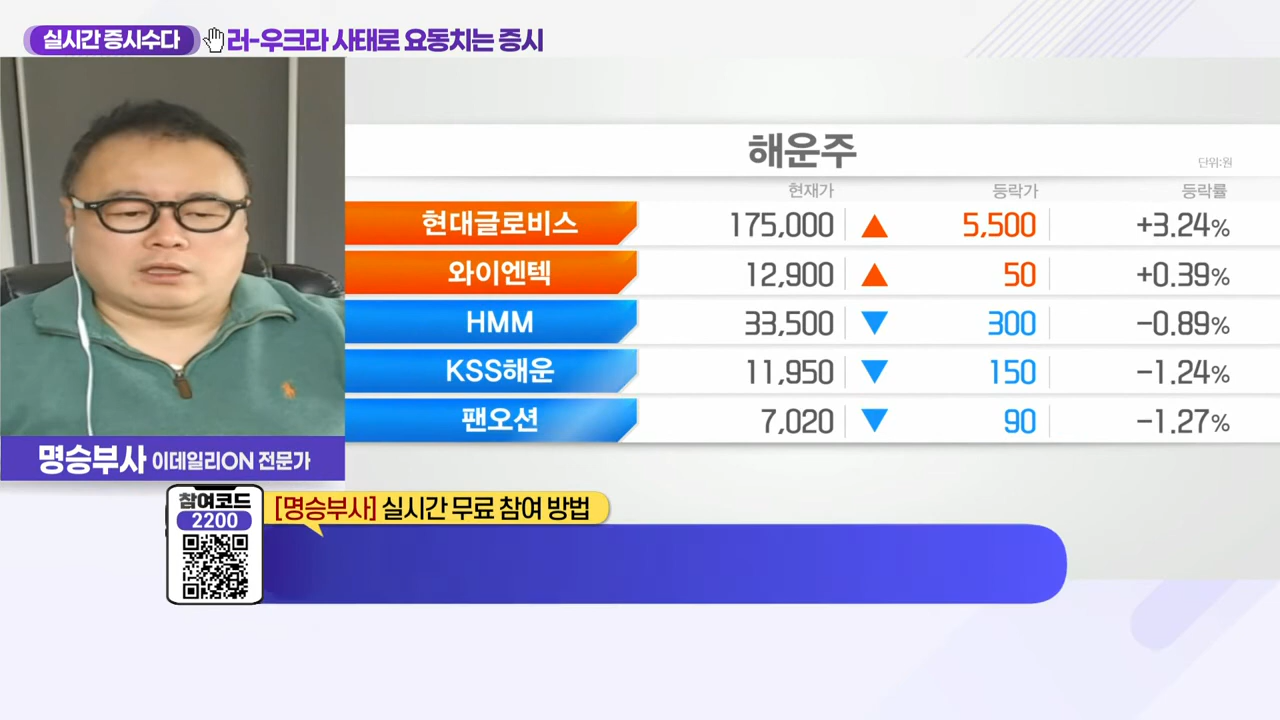 실시간 증시수다 러-우크라 사태로 요동치는 증시
해운주
단위:원
현재가 등락가 등락률
현대글로비스 175,000 ▲ 5,500 +3.24%
와이엔텍 12,900 ▲ 50 +0.39%
HMM 33,500 ▼ 300 -0.89%
KSS해운 11,950 ▼ 150 -1.24%
팬오션 7,020 ▼ 90 -1.27%
명승부사 이데일리ON 전문가
참여코드
2200
[명승부사] 실시간 무료 참여 방법